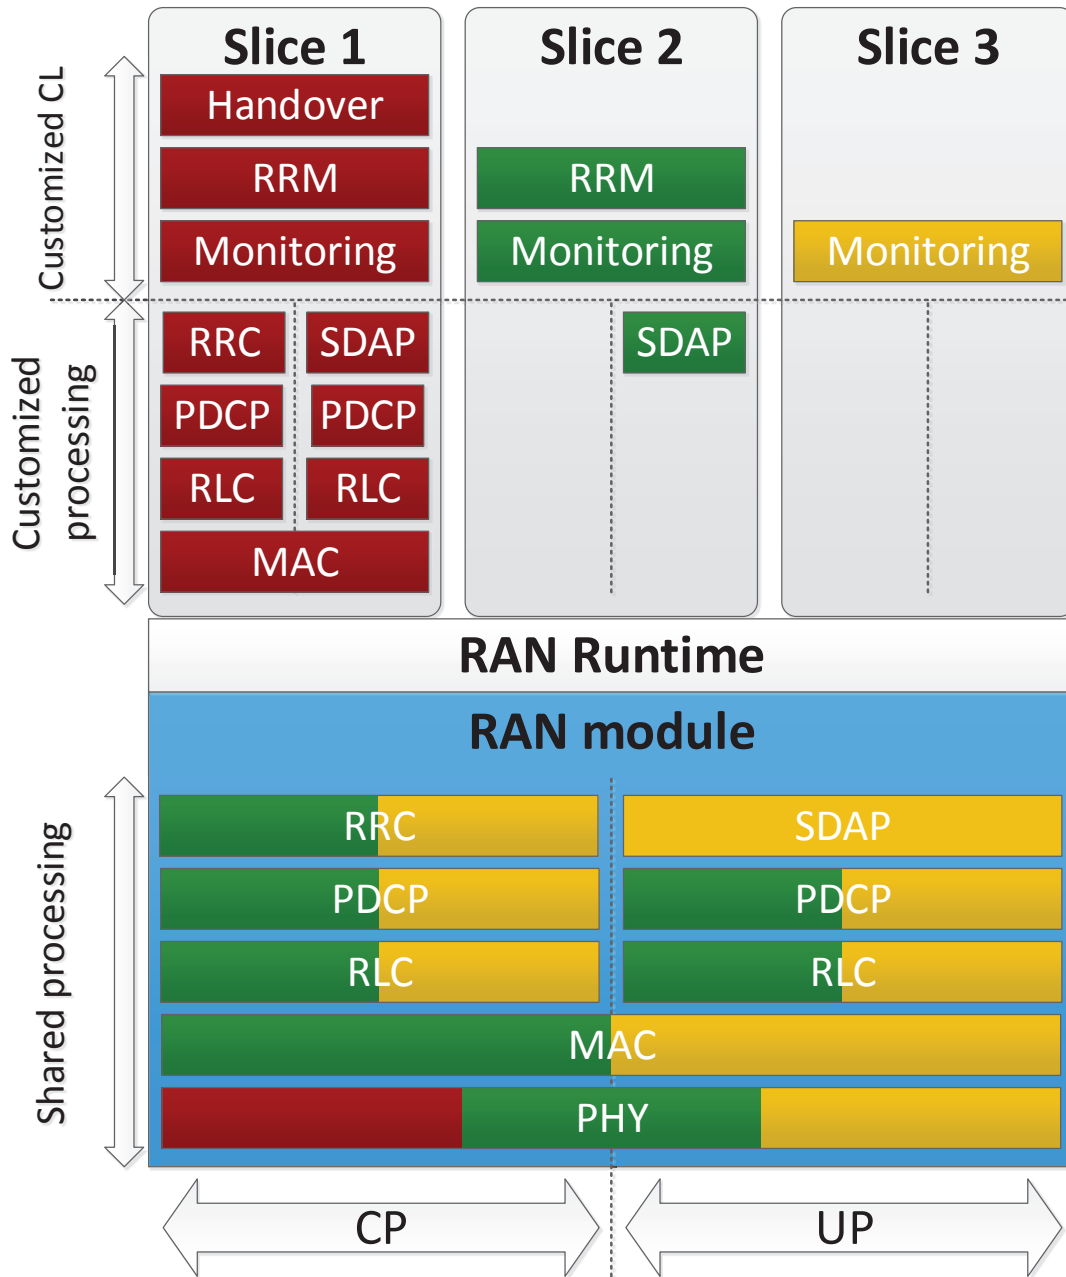 Slice 1
Slice 2
Slice 3
Customized CL
Handover
RRM
RRM
Monitoring
Monitoring
Monitoring
Customized
processing
RRC
SDAP
SDAP
PDCP
PDCP
RLC
RLC
MAC
RAN Runtime
RAN module
Shared processing
RRC
SDAP
PDCP
PDCP
RLC
RLC
MAC
PHY
CP
UP